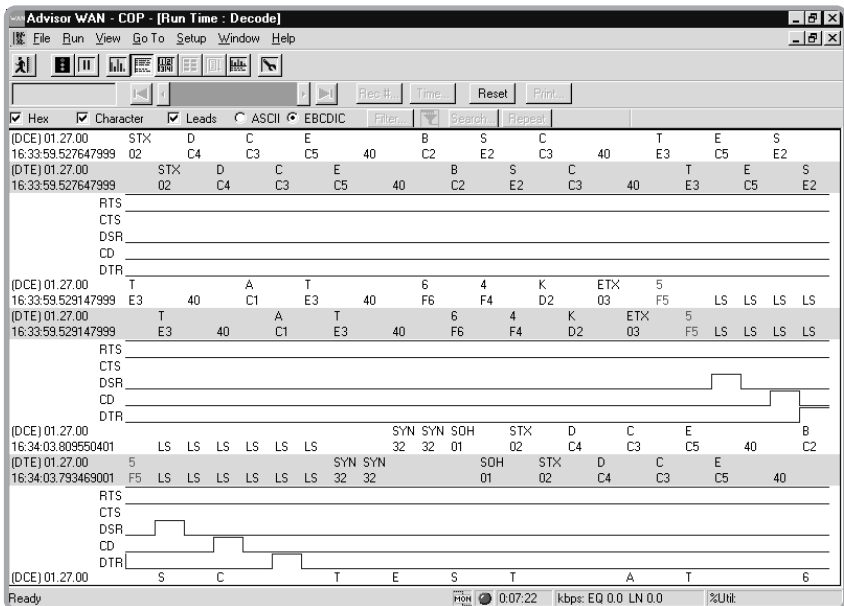 WAN Advisor WAN - COP - [Run Time : Decode]
File Run View Go To Setup Window Help
Rec #... Time... Reset Print...
Hex Character Leads ASCII EBCDIC Filter... Search... Repeat
(DCE) 01.27.00 STX D C E B S C T E S
16:33:59.527647999 02 C4 C3 C5 40 C2 E2 C3 40 E3 C5 E2
(DTE) 01.27.00 STX D C E B S C T E S
16:33:59.527647999 02 C4 C3 C5 40 C2 E2 C3 40 E3 C5 E2
RTS
CTS
DSR
CD
DTR
(DCE) 01.27.00 T A T 6 4 K ETX 5
16:33:59.529147999 E3 40 C1 E3 40 F6 F4 D2 03 F5 LS LS LS LS
(DTE) 01.27.00 T A T 6 4 K ETX 5
16:33:59.529147999 E3 40 C1 E3 40 F6 F4 D2 03 F5 LS LS LS LS
RTS
CTS
DSR
CD
DTR
(DCE) 01.27.00 SYN SYN SOH STX D C E B
16:34:03.809550401 LS LS LS LS LS LS 32 32 01 02 C4 C3 C5 40 C2
(DTE) 01.27.00 5 SYN SYN SOH STX D C E
16:34:03.793469001 F5 LS LS LS LS LS LS 32 32 01 02 C4 C3 C5 40
RTS
CTS
DSR
CD
DTR
(DCE) 01.27.00 S C T E S T A T 6
Ready MON 0:07:22 kbps: EQ 0.0 LN 0.0 %Util: